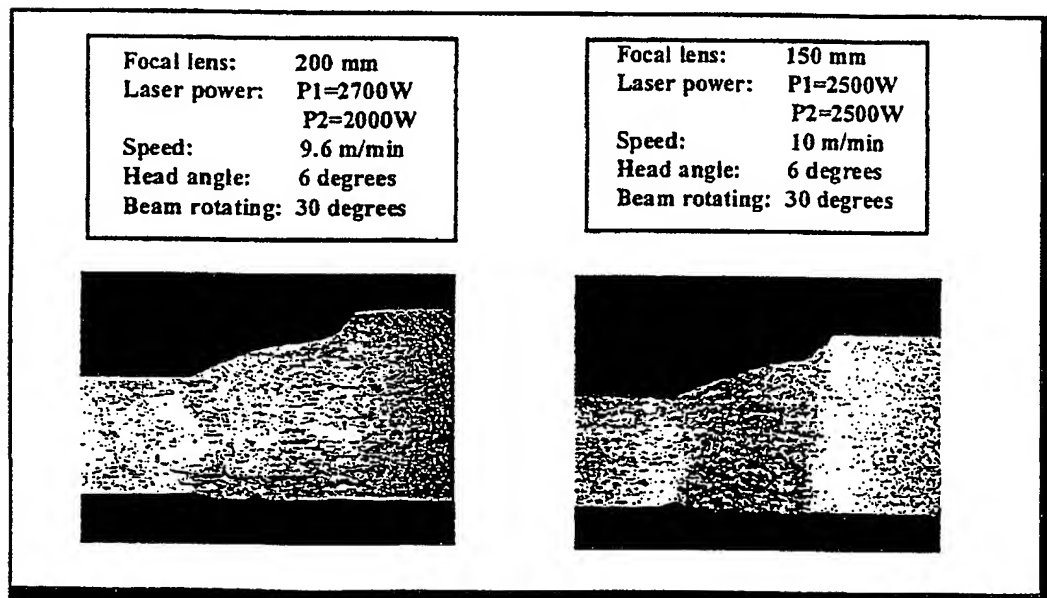 Focal lens: 200 mm
Laser power: P1=2700W
P2=2000W
Speed: 9.6 m/min
Head angle: 6 degrees
Beam rotating: 30 degrees
Focal lens: 150 mm
Laser power: P1=2500W
P2=2500W
Speed: 10 m/min
Head angle: 6 degrees
Beam rotating: 30 degrees